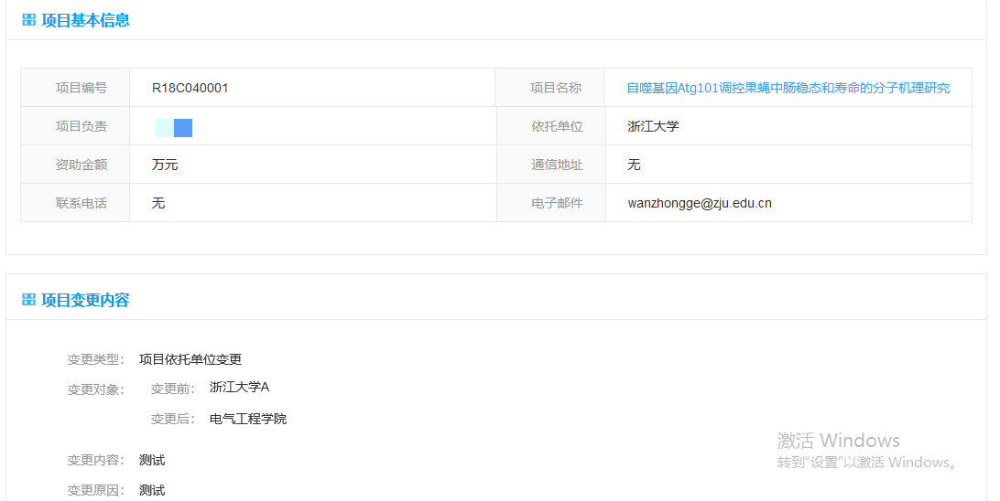 项目基本信息
项目编号 R18C040001 项目名称 自噬基因Atg101调控果蝇中肠稳态和寿命的分子机理研究
项目负责 依托单位 浙江大学
资助金额 万元 通信地址 无
联系电话 无 电子邮件 wanzhongge@zju.edu.cn
项目变更内容
变更类型： 项目依托单位变更
变更对象： 变更前： 浙江大学A
变更后： 电气工程学院
变更内容： 测试
变更原因： 测试
激活 Windows
转到“设置”以激活 Windows。